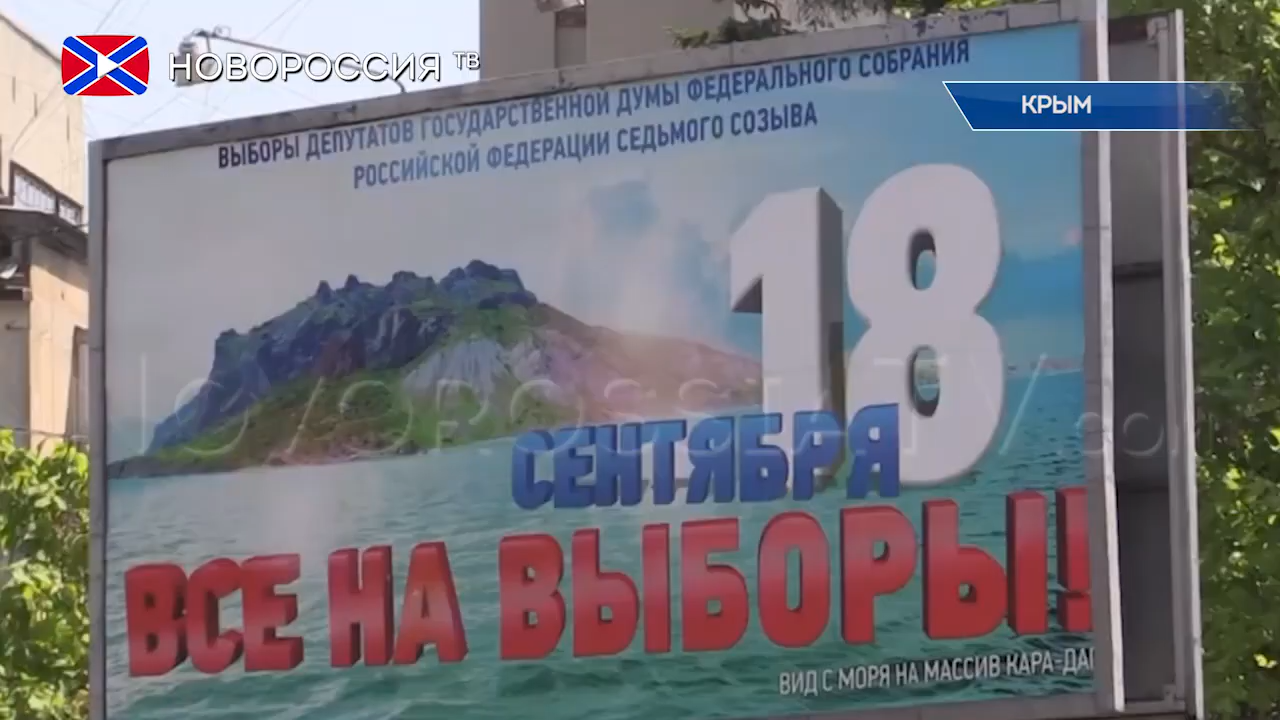 НОВОРОССИЯ ТВ
КРЫМ
ВЫБОРЫ ДЕПУТАТОВ ГОСУДАРСТВЕННОЙ ДУМЫ ФЕДЕРАЛЬНОГО СОБРАНИЯ
РОССИЙСКОЙ ФЕДЕРАЦИИ СЕДЬМОГО СОЗЫВА
18
СЕНТЯБРЯ
ВСЕ НА ВЫБОРЫ!
ВИД С МОРЯ НА МАССИВ КАРА-ДАГ